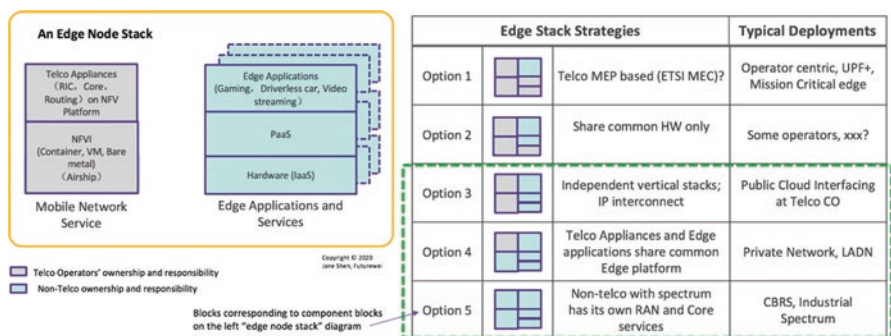 An Edge Node Stack
Telco Appliances
（RIC，Core，
Routing）on NFV
Platform
NFVI
(Container, VM, Bare
metal)
（Airship）
Mobile Network
Service
Edge Applications
(Gaming，Driverless car, Video
streaming）
PaaS
Hardware (IaaS)
Edge Applications and
Services
Copyright © 2020
Jane Shen, Futurewei
Telco Operators' ownership and responsibility
Non-Telco ownership and responsibility
Blocks corresponding to component blocks
on the left "edge node stack" diagram
Edge Stack Strategies
Typical Deployments
Option 1
Telco MEP based (ETSI MEC)?
Operator centric, UPF+,
Mission Critical edge
Option 2
Share common HW only
Some operators, xxx?
Option 3
Independent vertical stacks;
IP interconnect
Public Cloud Interfacing
at Telco CO
Option 4
Telco Appliances and Edge
applications share common
Edge platform
Private Network, LADN
Option 5
Non-telco with spectrum
has its own RAN and Core
services
CBRS, Industrial
Spectrum